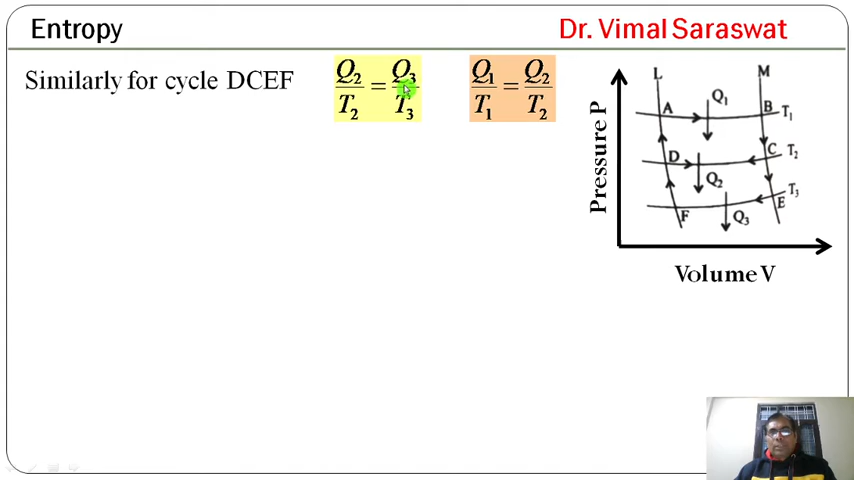 Entropy
Dr. Vimal Saraswat
Similarly for cycle DCEF
Q₂/T₂ = Q₃/T₃
Q₁/T₁ = Q₂/T₂
L
M
A
Q₁
B
T₁
D
Q₂
C
T₂
F
Q₃
E
T₃
Pressure P
Volume V